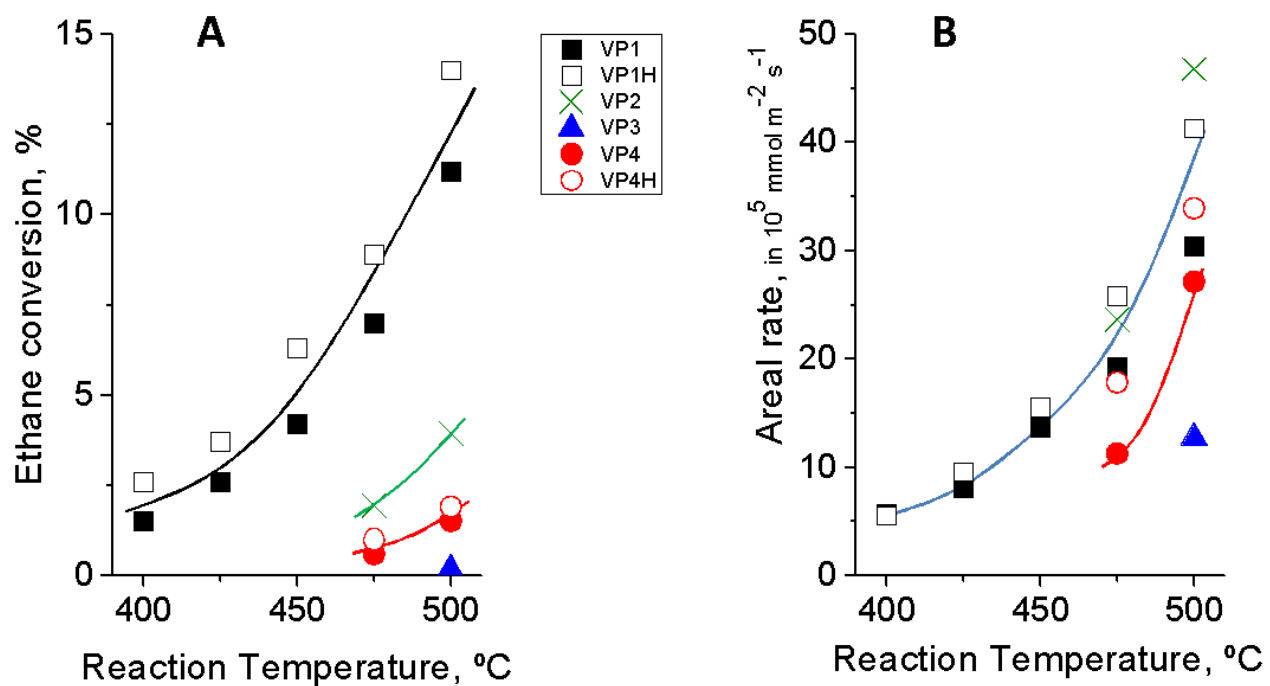 A
15
10
5
0
400
450
500
Ethane conversion, %
Reaction Temperature, ºC
VP1
VP1H
VP2
VP3
VP4
VP4H
B
50
40
30
20
10
0
400
450
500
Areal rate, in 10⁵ mmol m⁻² s⁻¹
Reaction Temperature, ºC